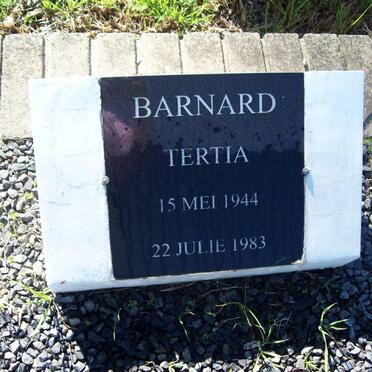 BARNARD
TERTIA
15 MEI 1944
22 JULIE 1983